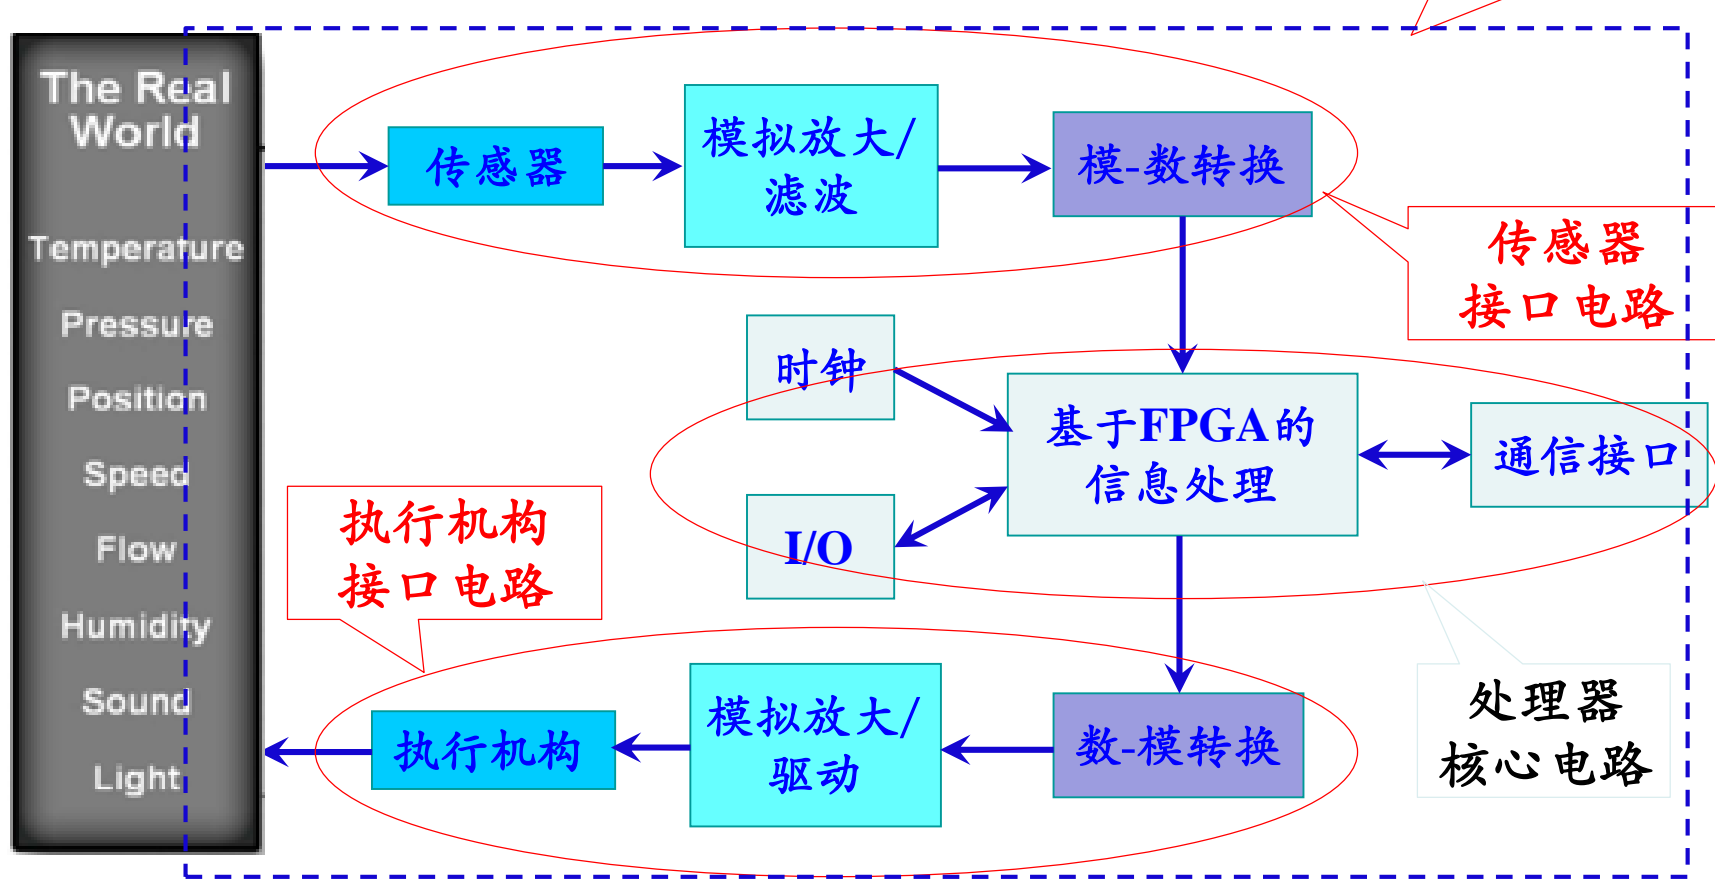 The Real
World
Temperature
Pressure
Position
Speed
Flow
Humidity
Sound
Light
传感器
模拟放大/
滤波
模-数转换
传感器
接口电路
时钟
基于FPGA的
信息处理
通信接口
I/O
执行机构
接口电路
执行机构
模拟放大/
驱动
数-模转换
处理器
核心电路